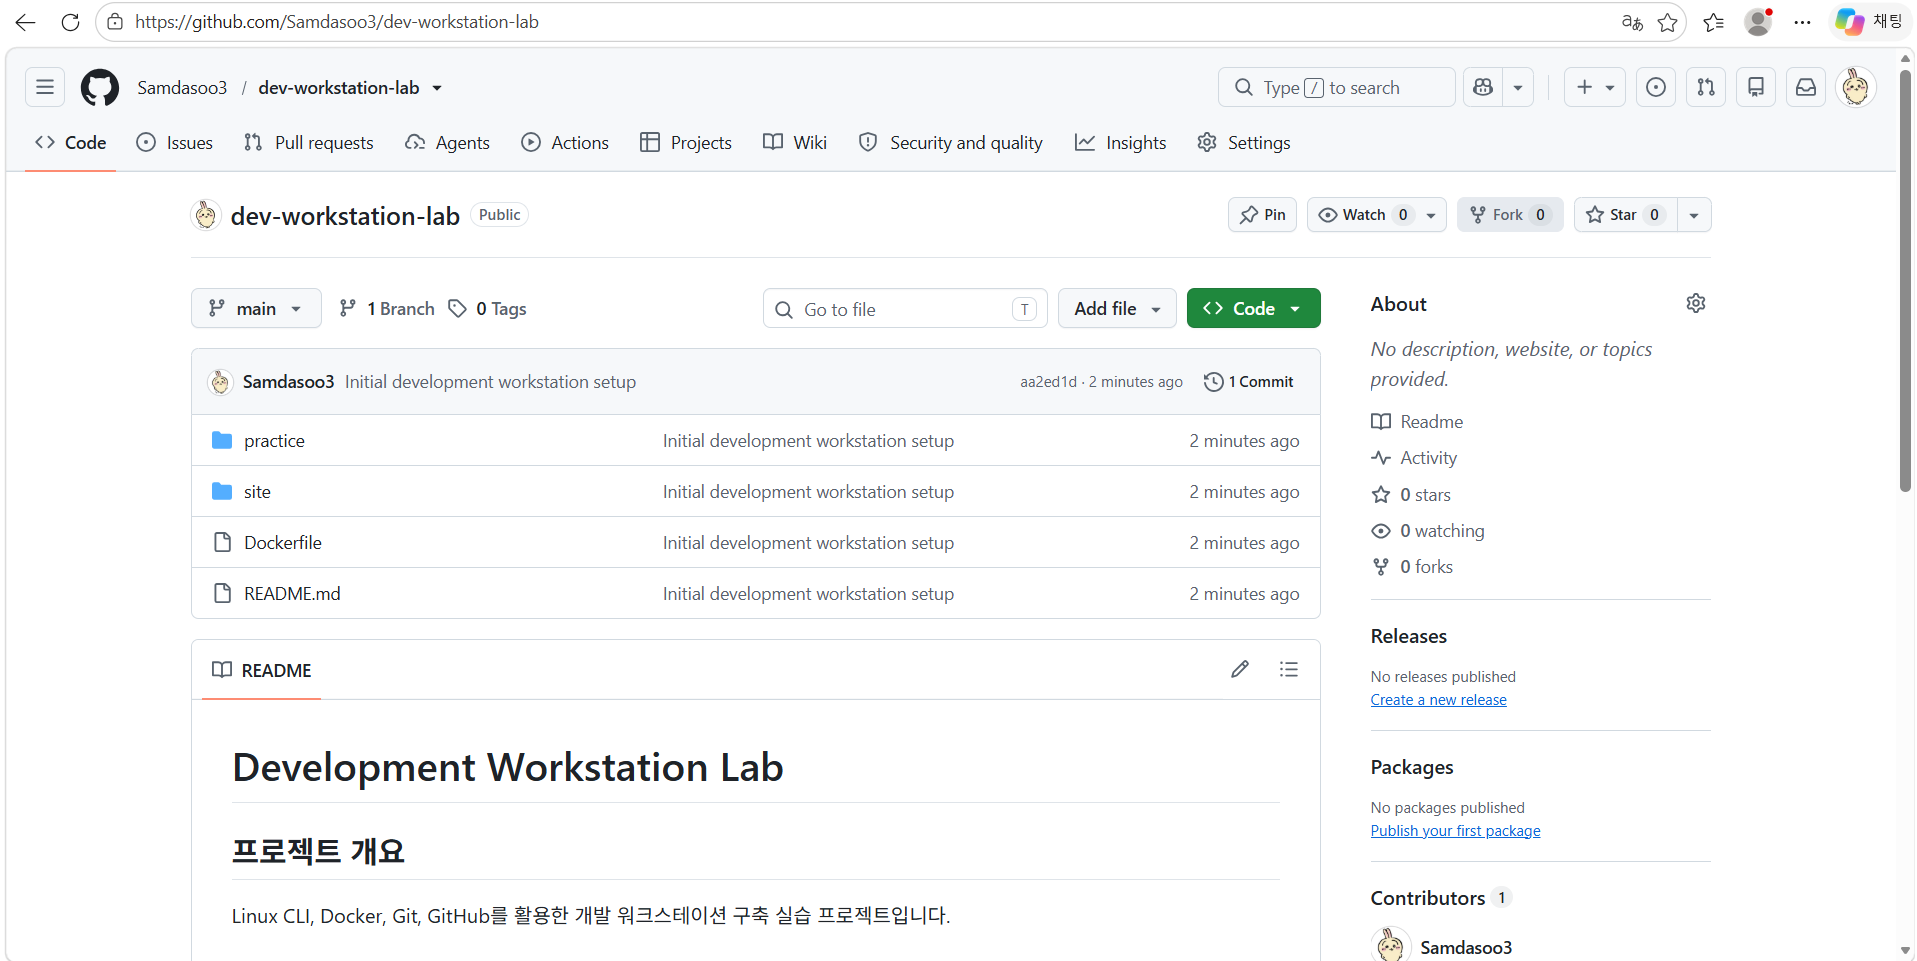 https://github.com/Samdasoo3/dev-workstation-lab
채팅
Samdasoo3 / dev-workstation-lab
Type / to search
Code Issues Pull requests Agents Actions Projects Wiki Security and quality Insights Settings
dev-workstation-lab Public
Pin Watch 0 Fork 0 Star 0
main 1 Branch 0 Tags Go to file T Add file Code
Samdasoo3 Initial development workstation setup aa2ed1d · 2 minutes ago 1 Commit
practice Initial development workstation setup 2 minutes ago
site Initial development workstation setup 2 minutes ago
Dockerfile Initial development workstation setup 2 minutes ago
README.md Initial development workstation setup 2 minutes ago
README
Development Workstation Lab
프로젝트 개요
Linux CLI, Docker, Git, GitHub를 활용한 개발 워크스테이션 구축 실습 프로젝트입니다.
About
No description, website, or topics
provided.
Readme
Activity
0 stars
0 watching
0 forks
Releases
No releases published
Create a new release
Packages
No packages published
Publish your first package
Contributors 1
Samdasoo3